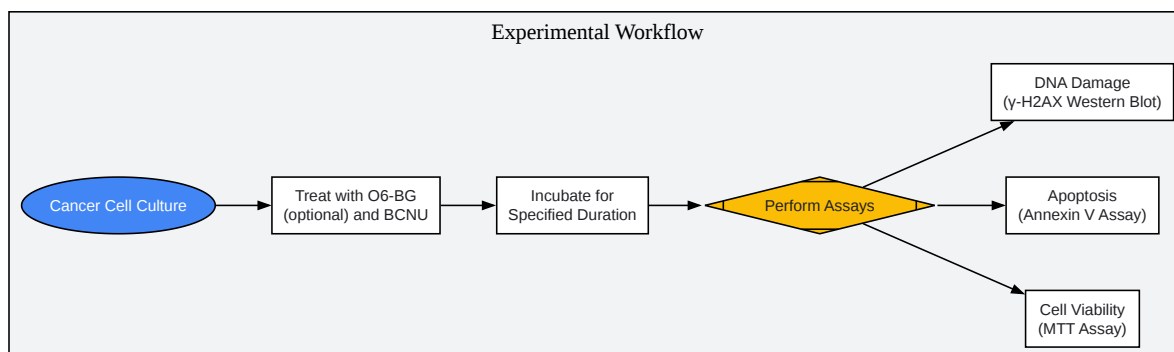 Experimental Workflow
Cancer Cell Culture
Treat with O6-BG
(optional) and BCNU
Incubate for
Specified Duration
Perform Assays
DNA Damage
(γ-H2AX Western Blot)
Apoptosis
(Annexin V Assay)
Cell Viability
(MTT Assay)